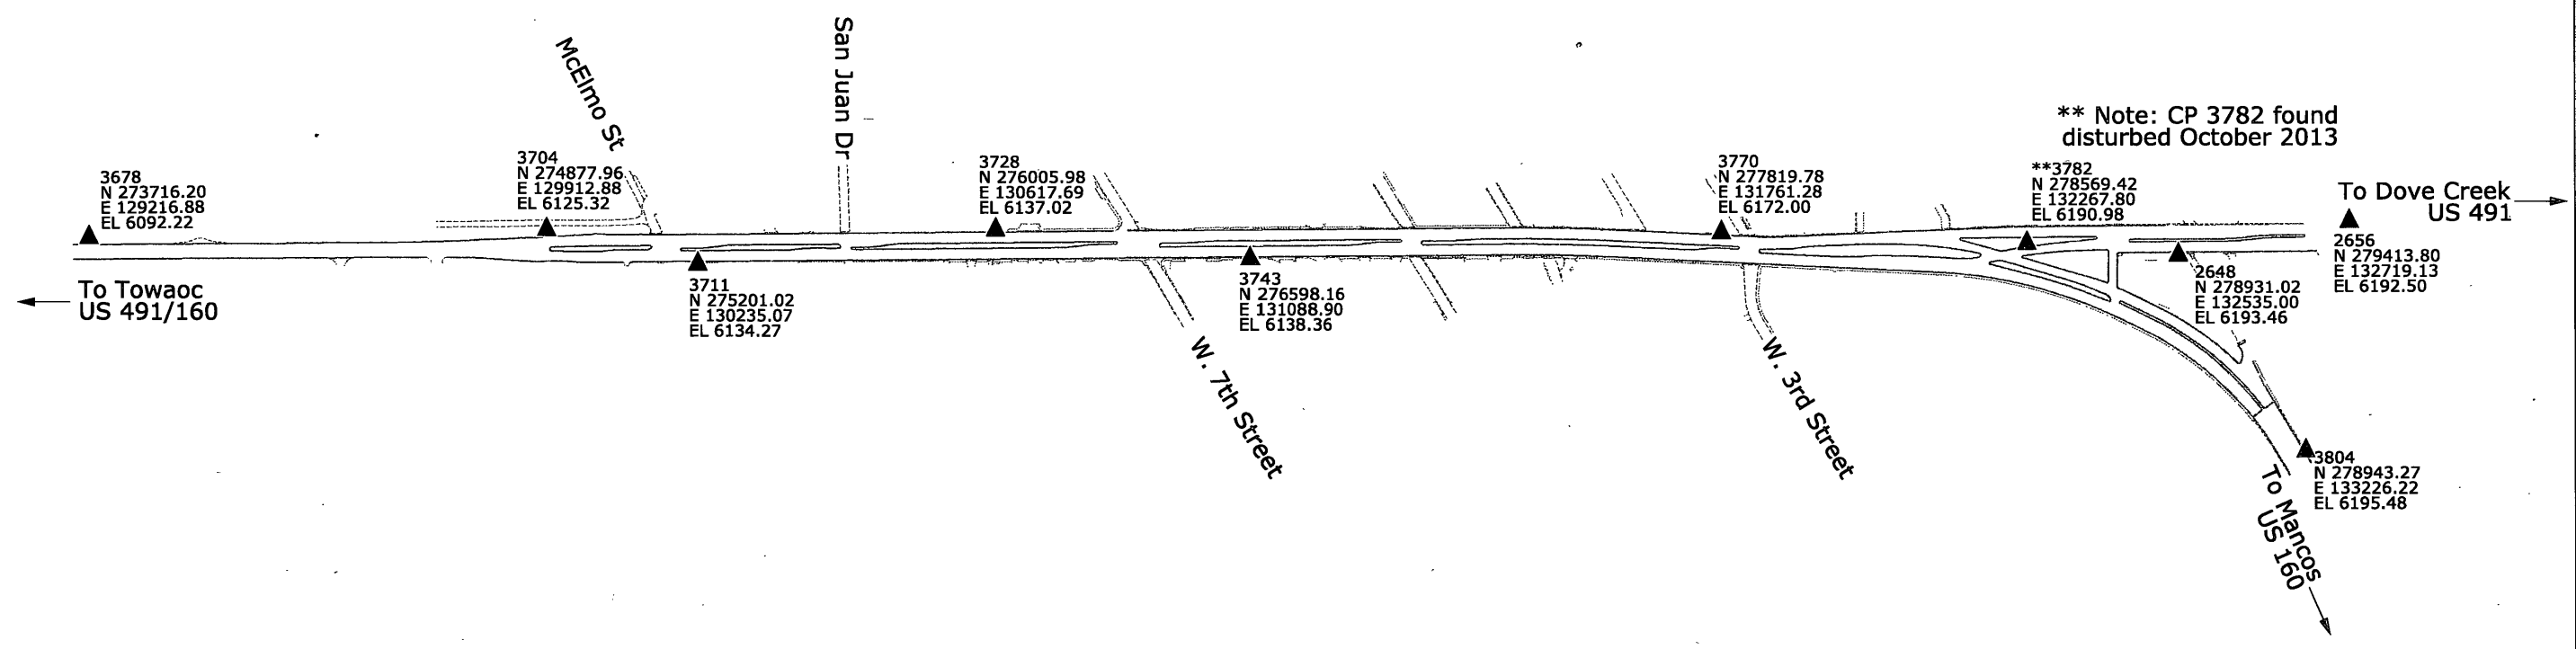 McElmo St
San Juan Dr
** Note: CP 3782 found
disturbed October 2013
3678
N 273716.20
E 129216.88
EL 6092.22
3704
N 274877.96
E 129912.88
EL 6125.32
3728
N 276005.98
E 130617.69
EL 6137.02
3770
N 277819.78
E 131761.28
EL 6172.00
**3782
N 278569.42
E 132267.80
EL 6190.98
To Dove Creek
US 491
2656
N 279413.80
E 132719.13
EL 6192.50
To Towaoc
US 491/160
3711
N 275201.02
E 130235.07
EL 6134.27
3743
N 276598.16
E 131088.90
EL 6138.36
2648
N 278931.02
E 132535.00
EL 6193.46
W. 7th Street
W. 3rd Street
3804
N 278943.27
E 133226.22
EL 6195.48
To Mancos
US 160